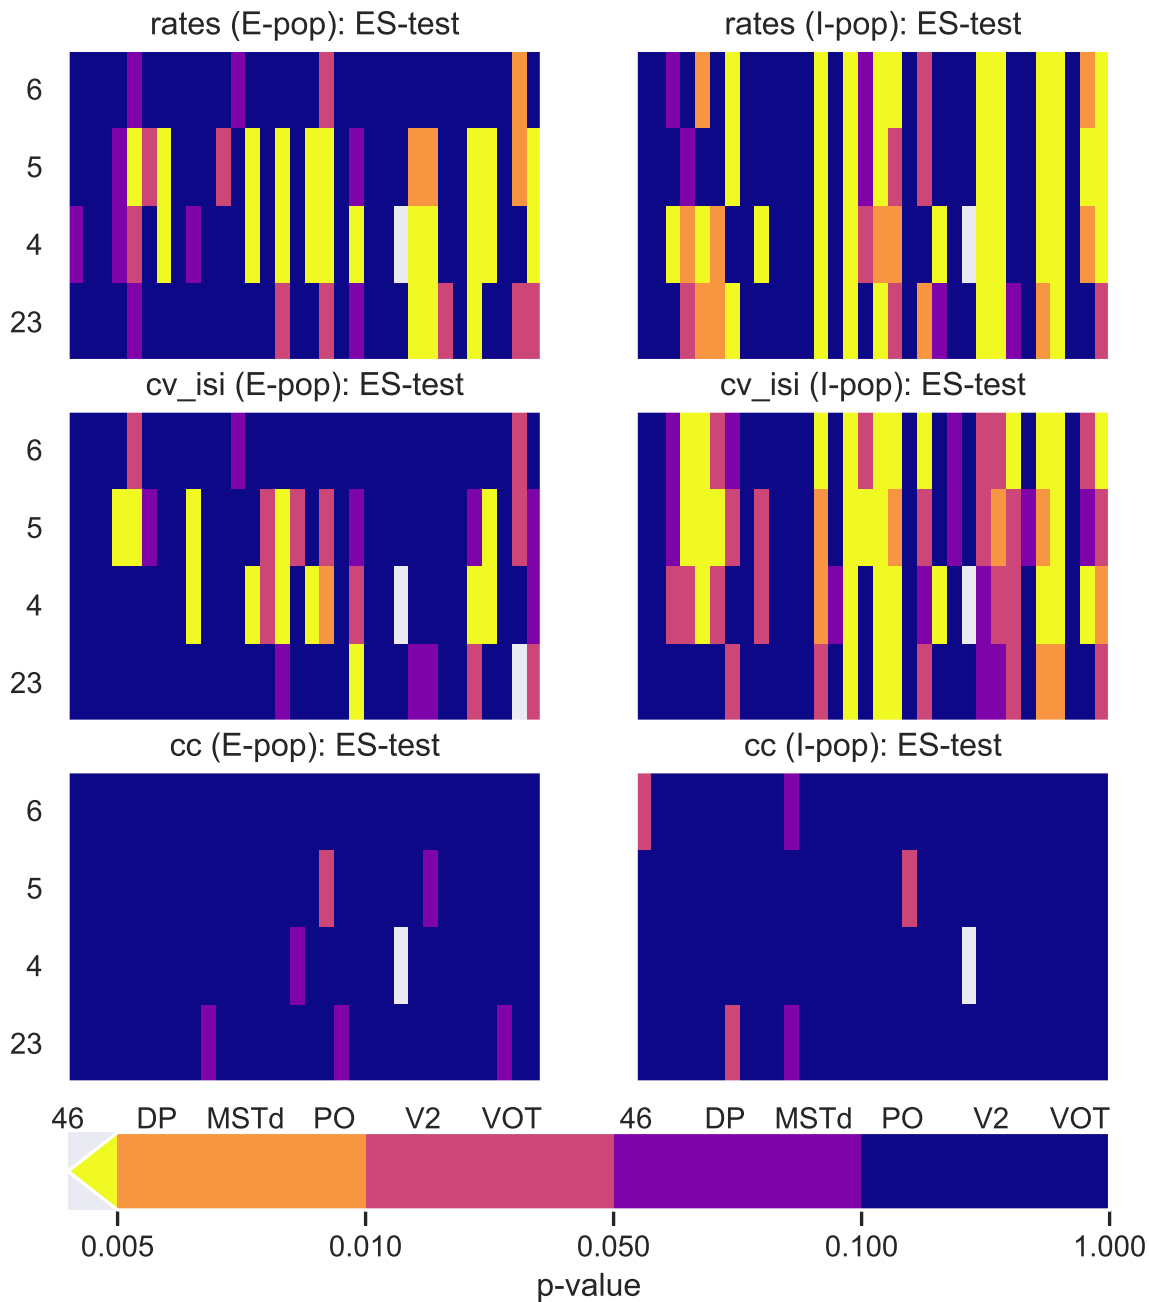 rates (E-pop): ES-test rates (I-pop): ES-test
6
5
4
23
cv_isi (E-pop): ES-test cv_isi (I-pop): ES-test
6
5
4
23
cc (E-pop): ES-test cc (I-pop): ES-test
6
5
4
23
46 DP MSTd PO V2 VOT 46 DP MSTd PO V2 VOT
0.005 0.010 0.050 0.100 1.000
p-value